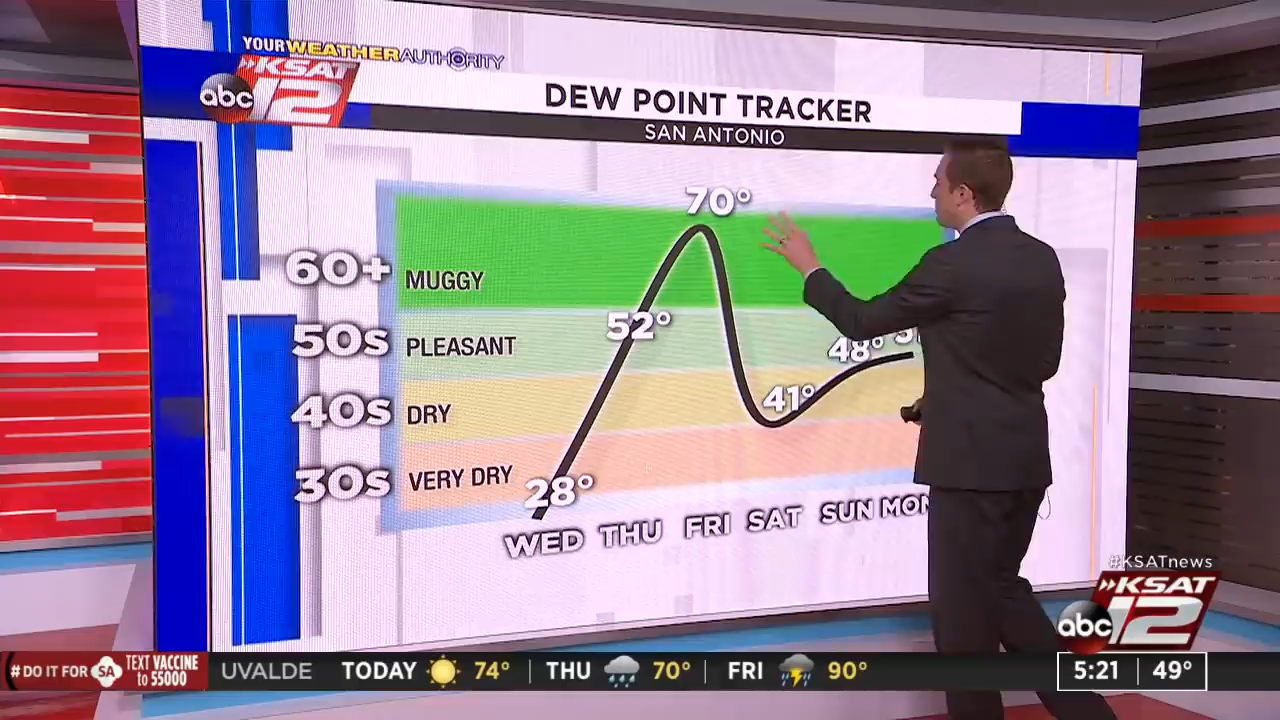 YOUR WEATHER AUTHORITY
»KSAT
abc 12
DEW POINT TRACKER
SAN ANTONIO
70°
60+ MUGGY
52°
50s PLEASANT
48°
41°
40s DRY
30s VERY DRY
28°
WED THU FRI SAT SUN MON
#KSATnews
»KSAT
abc 12
#DO IT FOR SA TEXT VACCINE to 55000 UVALDE TODAY 74° THU 70° FRI 90° 5:21 49°